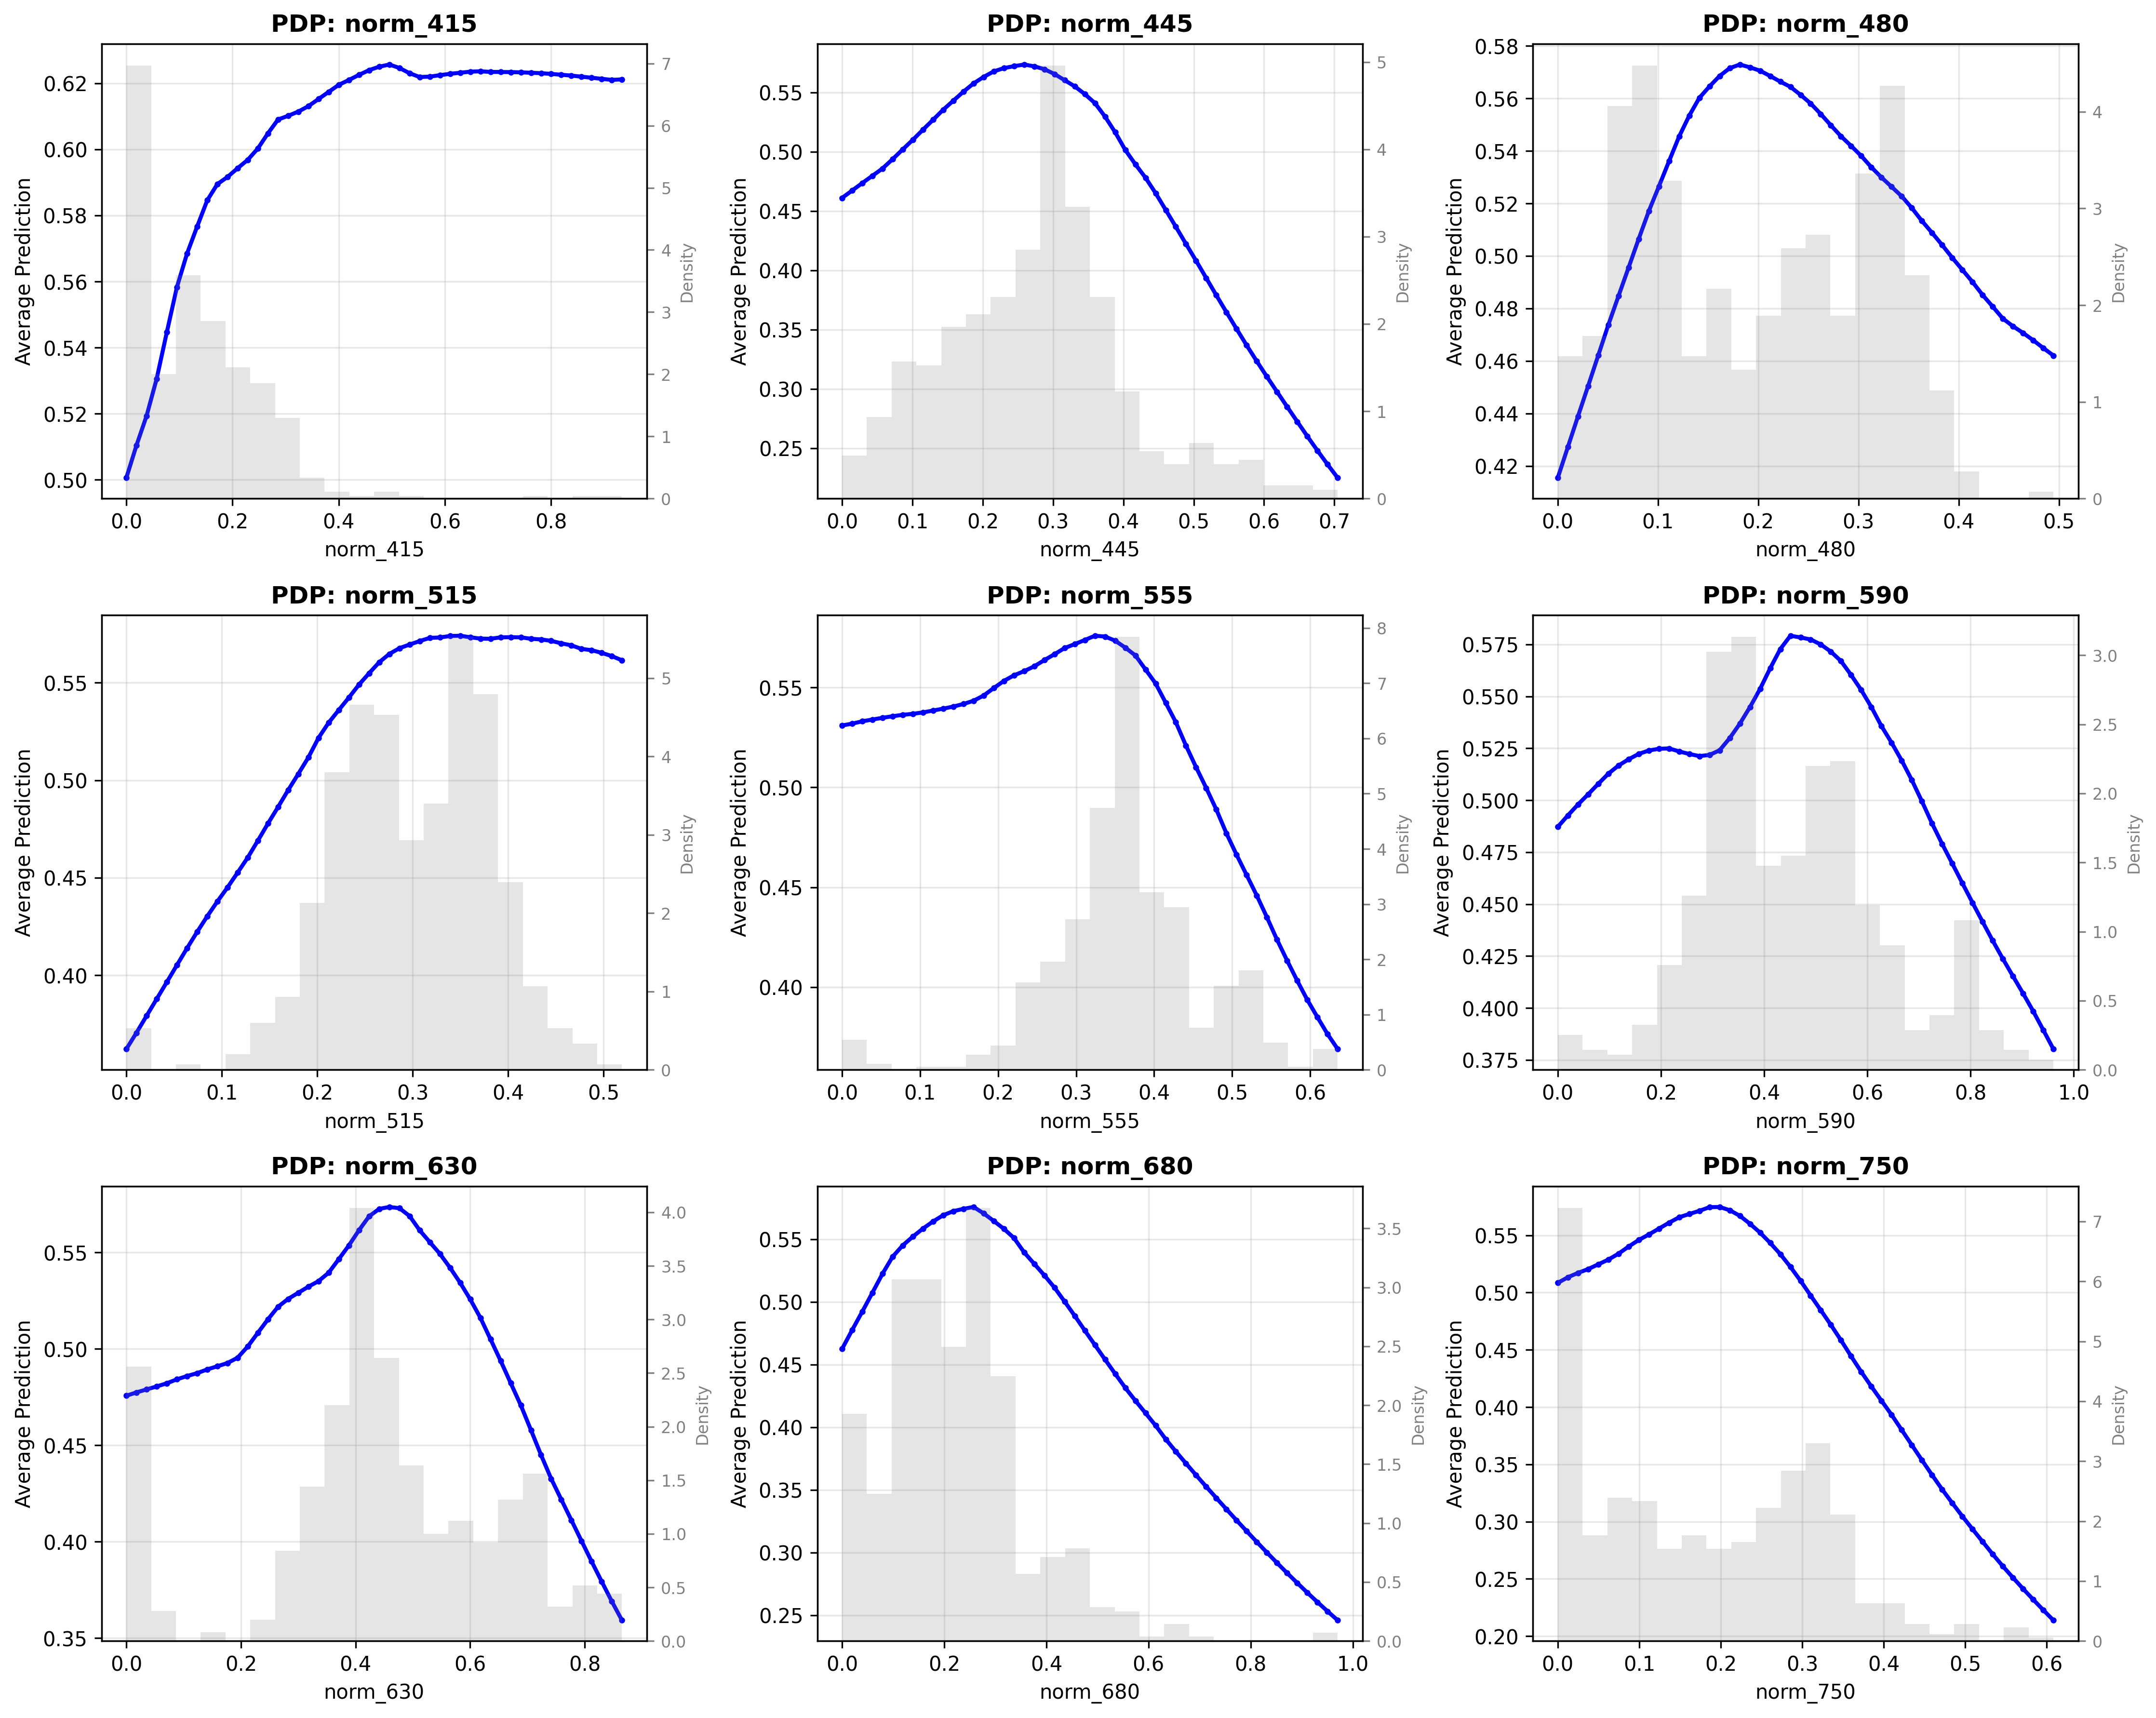 PDP: norm_415
0.62
0.60
0.58
0.56
0.54
0.52
0.50
Average Prediction
0.0 0.2 0.4 0.6 0.8
norm_415
7
6
5
4
3
2
1
0
Density
PDP: norm_445
0.55
0.50
0.45
0.40
0.35
0.30
0.25
Average Prediction
0.0 0.1 0.2 0.3 0.4 0.5 0.6 0.7
norm_445
5
4
3
2
1
0
Density
PDP: norm_480
0.58
0.56
0.54
0.52
0.50
0.48
0.46
0.44
0.42
Average Prediction
0.0 0.1 0.2 0.3 0.4 0.5
norm_480
4
3
2
1
0
Density
PDP: norm_515
0.55
0.50
0.45
0.40
Average Prediction
0.0 0.1 0.2 0.3 0.4 0.5
norm_515
5
4
3
2
1
0
Density
PDP: norm_555
0.55
0.50
0.45
0.40
Average Prediction
0.0 0.1 0.2 0.3 0.4 0.5 0.6
norm_555
8
7
6
5
4
3
2
1
0
Density
PDP: norm_590
0.575
0.550
0.525
0.500
0.475
0.450
0.425
0.400
0.375
Average Prediction
0.0 0.2 0.4 0.6 0.8 1.0
norm_590
3.0
2.5
2.0
1.5
1.0
0.5
0.0
Density
PDP: norm_630
0.55
0.50
0.45
0.40
0.35
Average Prediction
0.0 0.2 0.4 0.6 0.8
norm_630
4.0
3.5
3.0
2.5
2.0
1.5
1.0
0.5
0.0
Density
PDP: norm_680
0.55
0.50
0.45
0.40
0.35
0.30
0.25
Average Prediction
0.0 0.2 0.4 0.6 0.8 1.0
norm_680
3.5
3.0
2.5
2.0
1.5
1.0
0.5
0.0
Density
PDP: norm_750
0.55
0.50
0.45
0.40
0.35
0.30
0.25
0.20
Average Prediction
0.0 0.1 0.2 0.3 0.4 0.5 0.6
norm_750
7
6
5
4
3
2
1
0
Density